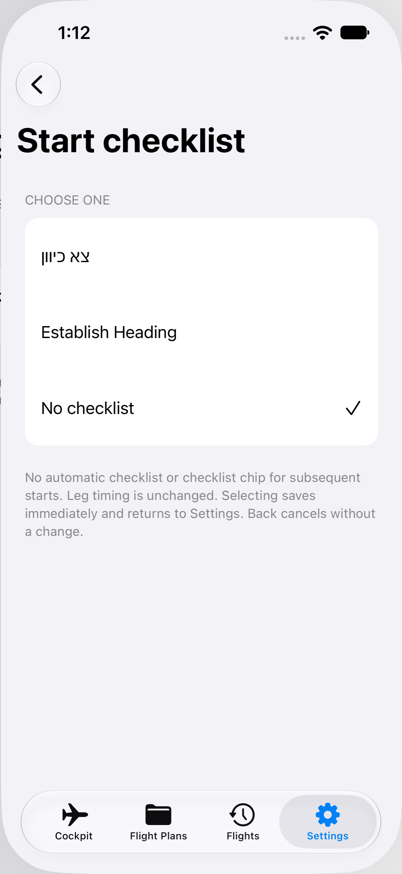 1:12
Start checklist
CHOOSE ONE
צא כיוון
Establish Heading
No checklist
No automatic checklist or checklist chip for subsequent
starts. Leg timing is unchanged. Selecting saves
immediately and returns to Settings. Back cancels without
a change.
Cockpit
Flight Plans
Flights
Settings